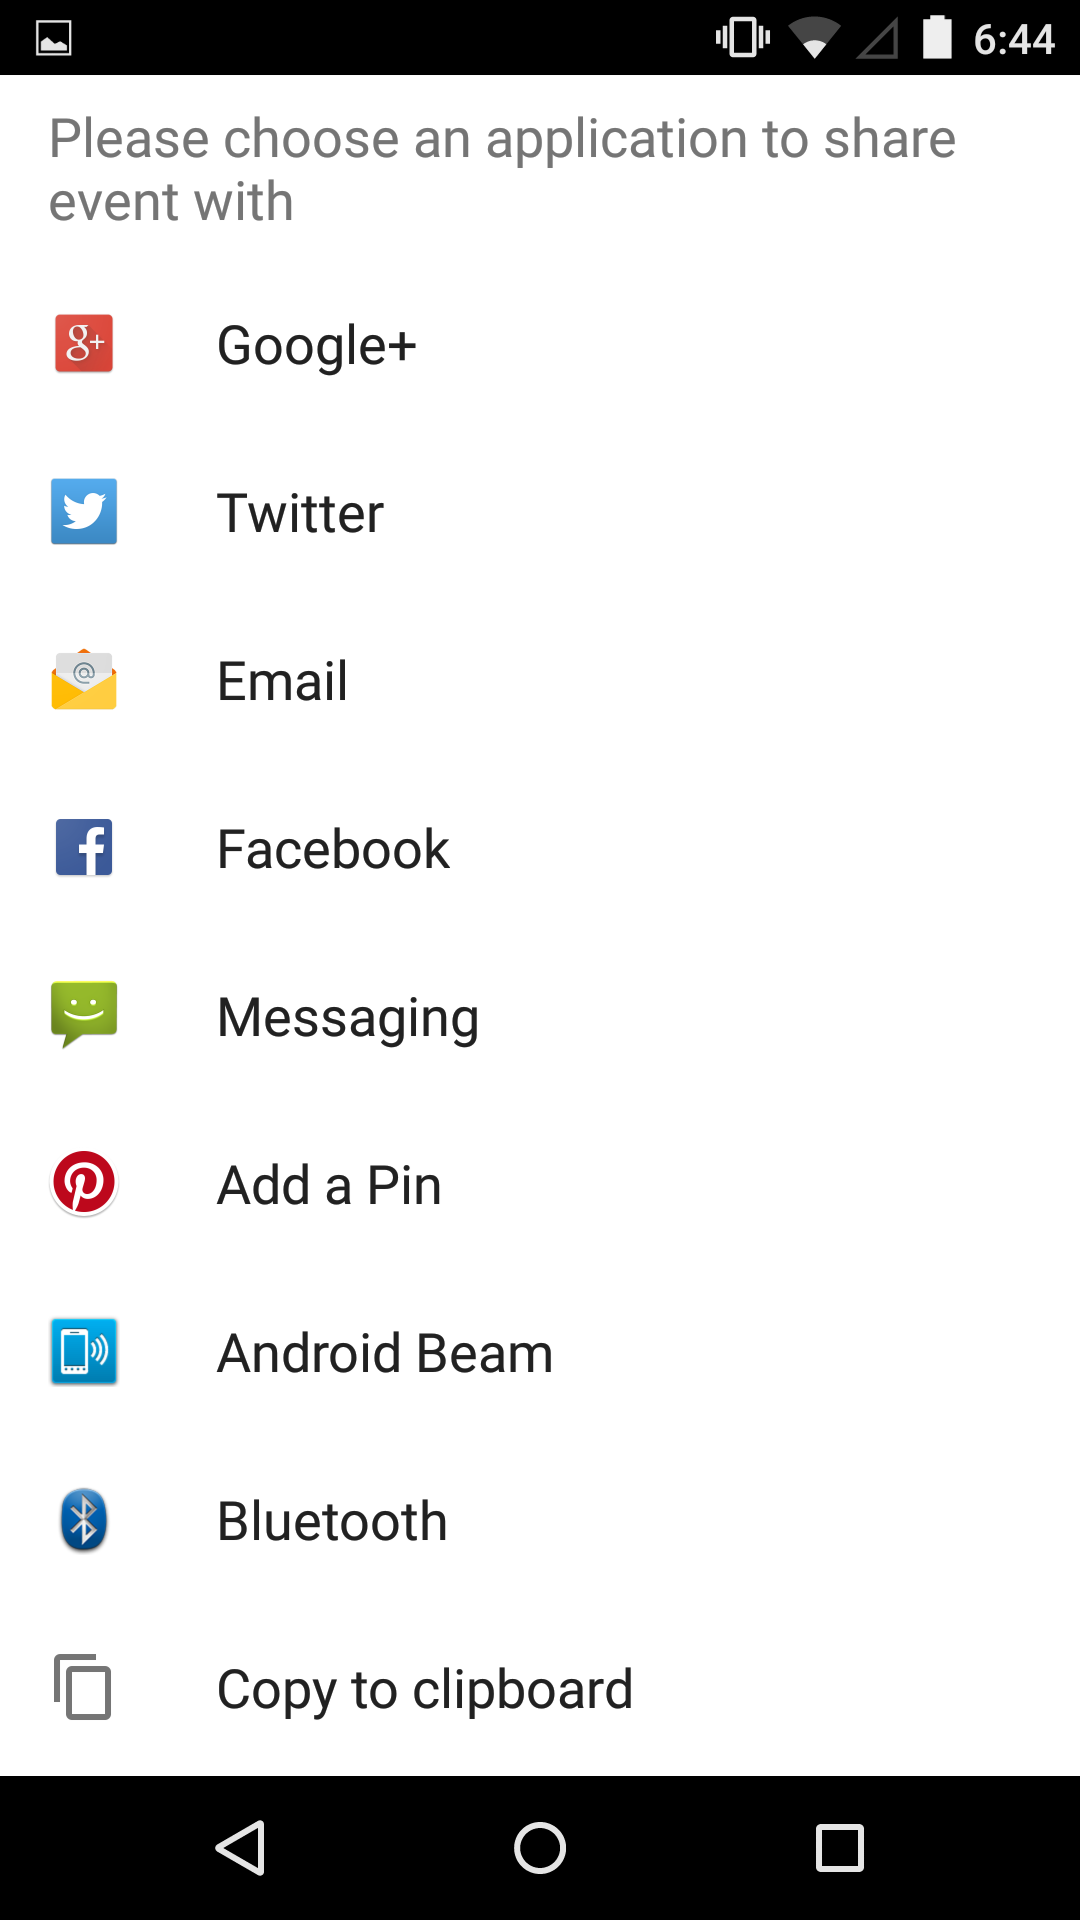 6:44
Please choose an application to share
event with
Google+
Twitter
Email
Facebook
Messaging
Add a Pin
Android Beam
Bluetooth
Copy to clipboard